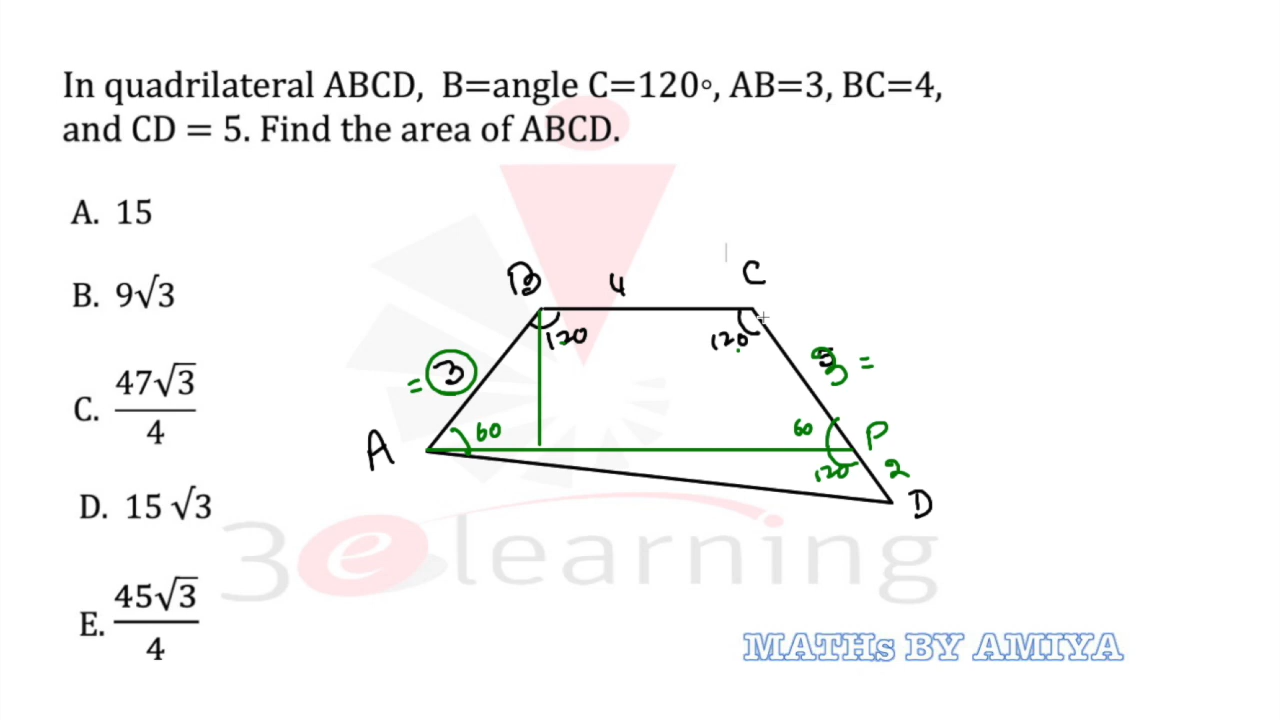 In quadrilateral ABCD, B=angle C=120∘, AB=3, BC=4,
and CD = 5. Find the area of ABCD.
A. 15
B. 9√3
C. 47√3
4
D. 15 √3
E. 45√3
4
B 4 C
120 120
= 3
3 =
A 60 60 P
120 2
D
3elearning
MATHs BY AMIYA